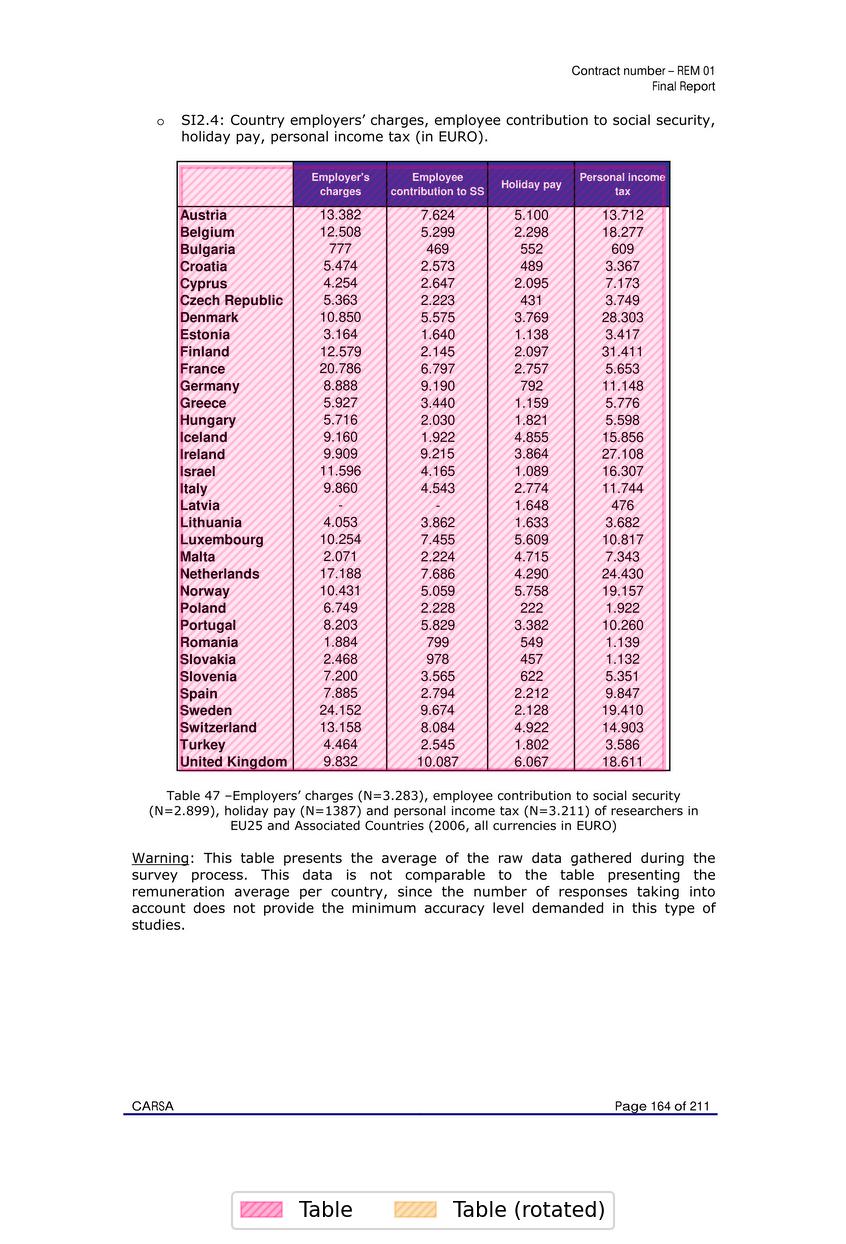 Contract number – REM 01
Final Report
o SI2.4: Country employers’ charges, employee contribution to social security,
holiday pay, personal income tax (in EURO).
Employer's charges Employee contribution to SS Holiday pay Personal income tax
Austria 13.382 7.624 5.100 13.712
Belgium 12.508 5.299 2.298 18.277
Bulgaria 777 469 552 609
Croatia 5.474 2.573 489 3.367
Cyprus 4.254 2.647 2.095 7.173
Czech Republic 5.363 2.223 431 3.749
Denmark 10.850 5.575 3.769 28.303
Estonia 3.164 1.640 1.138 3.417
Finland 12.579 2.145 2.097 31.411
France 20.786 6.797 2.757 5.653
Germany 8.888 9.190 792 11.148
Greece 5.927 3.440 1.159 5.776
Hungary 5.716 2.030 1.821 5.598
Iceland 9.160 1.922 4.855 15.856
Ireland 9.909 9.215 3.864 27.108
Israel 11.596 4.165 1.089 16.307
Italy 9.860 4.543 2.774 11.744
Latvia - - 1.648 476
Lithuania 4.053 3.862 1.633 3.682
Luxembourg 10.254 7.455 5.609 10.817
Malta 2.071 2.224 4.715 7.343
Netherlands 17.188 7.686 4.290 24.430
Norway 10.431 5.059 5.758 19.157
Poland 6.749 2.228 222 1.922
Portugal 8.203 5.829 3.382 10.260
Romania 1.884 799 549 1.139
Slovakia 2.468 978 457 1.132
Slovenia 7.200 3.565 622 5.351
Spain 7.885 2.794 2.212 9.847
Sweden 24.152 9.674 2.128 19.410
Switzerland 13.158 8.084 4.922 14.903
Turkey 4.464 2.545 1.802 3.586
United Kingdom 9.832 10.087 6.067 18.611
Table 47 –Employers’ charges (N=3.283), employee contribution to social security
(N=2.899), holiday pay (N=1387) and personal income tax (N=3.211) of researchers in
EU25 and Associated Countries (2006, all currencies in EURO)
Warning: This table presents the average of the raw data gathered during the
survey process. This data is not comparable to the table presenting the
remuneration average per country, since the number of responses taking into
account does not provide the minimum accuracy level demanded in this type of
studies.
CARSA Page 164 of 211
Table Table (rotated)